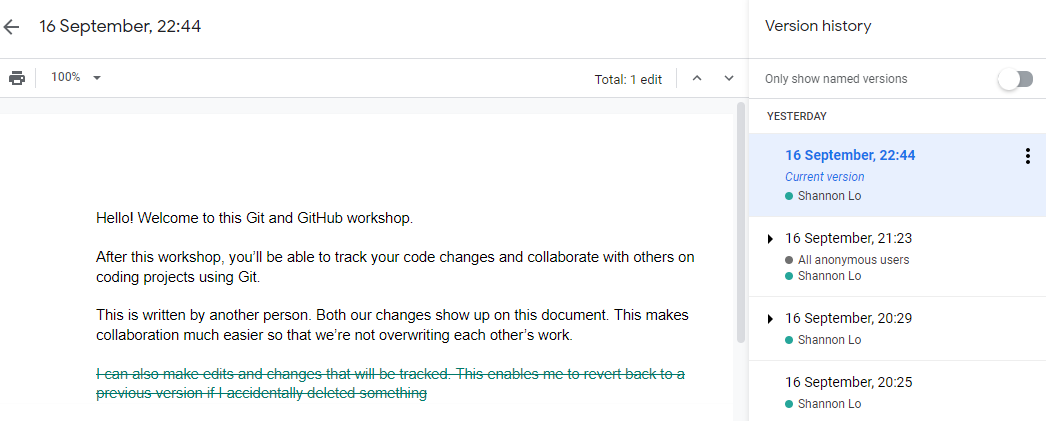 16 September, 22:44
100%
Total: 1 edit
Hello! Welcome to this Git and GitHub workshop.
After this workshop, you'll be able to track your code changes and collaborate with others on
coding projects using Git.
This is written by another person. Both our changes show up on this document. This makes
collaboration much easier so that we're not overwriting each other's work.
I can also make edits and changes that will be tracked. This enables me to revert back to a
previous version if I accidentally deleted something
Version history
Only show named versions
YESTERDAY
16 September, 22:44
Current version
Shannon Lo
16 September, 21:23
All anonymous users
Shannon Lo
16 September, 20:29
Shannon Lo
16 September, 20:25
Shannon Lo